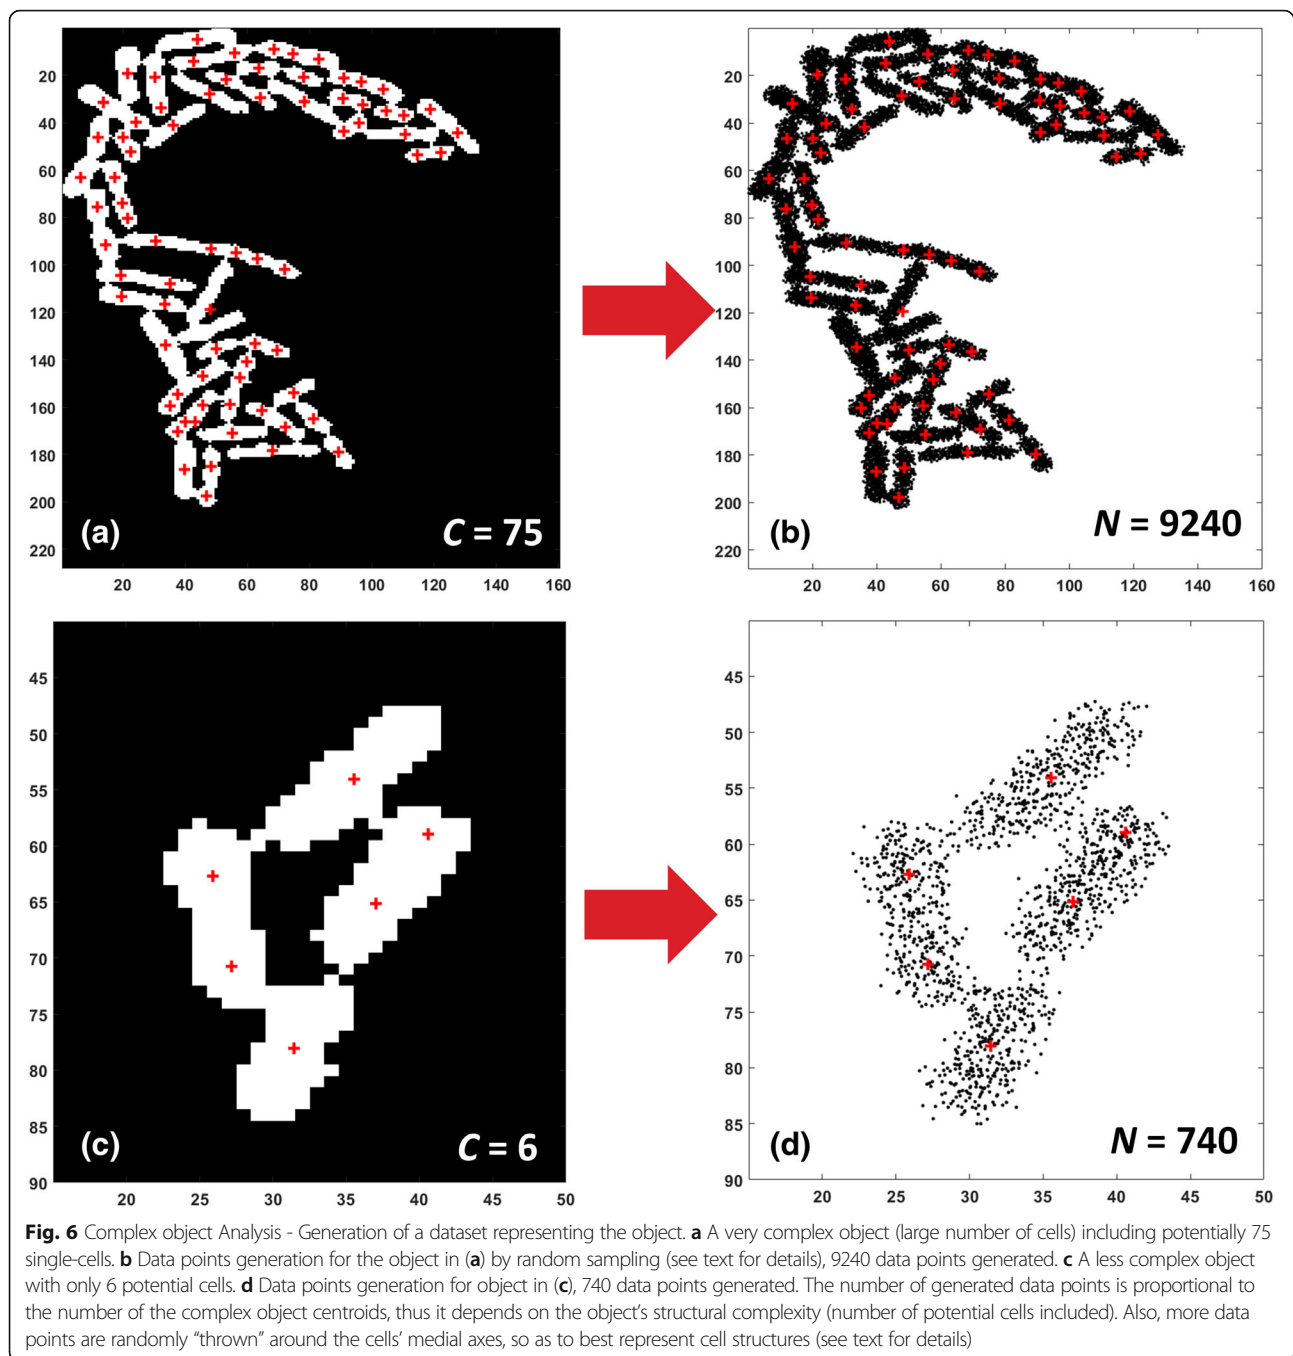 20
40
60
80
100
120
140
160
180
200
220
(a)
C = 75
20 40 60 80 100 120 140 160
20
40
60
80
100
120
140
160
180
200
220
(b)
N = 9240
20 40 60 80 100 120 140 160
45
50
55
60
65
70
75
80
85
90
(c)
C = 6
20 25 30 35 40 45 50
45
50
55
60
65
70
75
80
85
90
(d)
N = 740
20 25 30 35 40 45 50
Fig. 6 Complex object Analysis - Generation of a dataset representing the object. a A very complex object (large number of cells) including potentially 75
single-cells. b Data points generation for the object in (a) by random sampling (see text for details), 9240 data points generated. c A less complex object
with only 6 potential cells. d Data points generation for object in (c), 740 data points generated. The number of generated data points is proportional to
the number of the complex object centroids, thus it depends on the object's structural complexity (number of potential cells included). Also, more data
points are randomly "thrown" around the cells' medial axes, so as to best represent cell structures (see text for details)